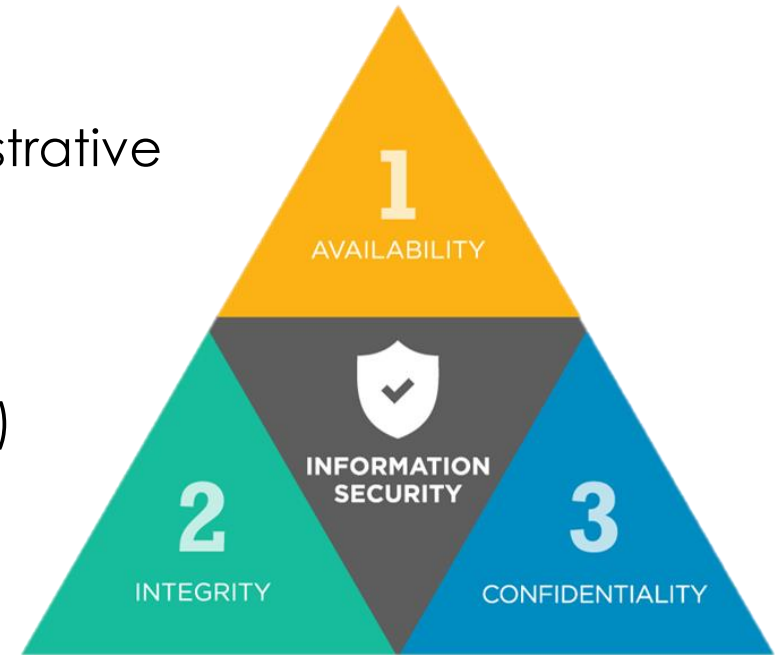 strative
)
1
AVAILABILITY
INFORMATION
SECURITY
2
INTEGRITY
3
CONFIDENTIALITY